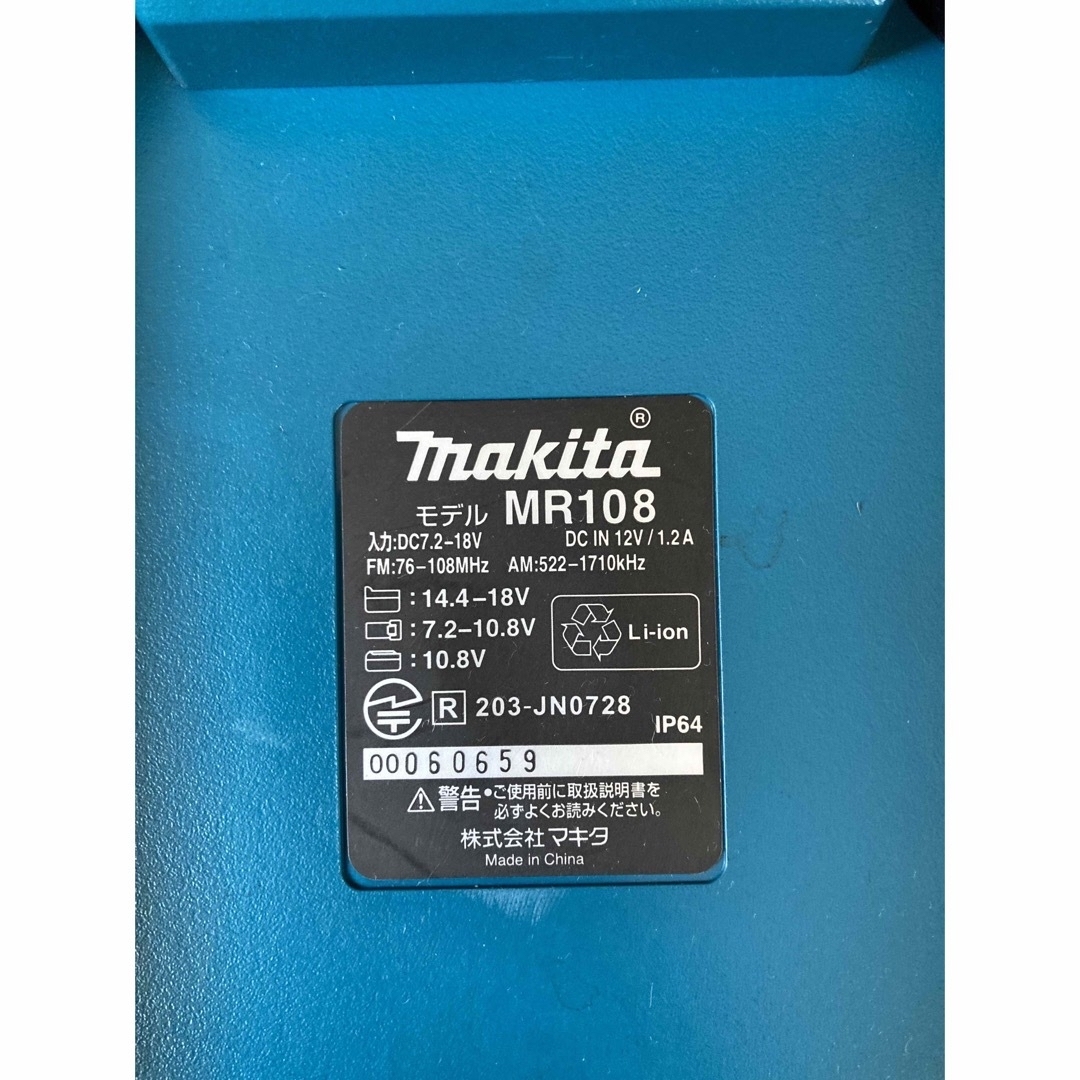 makita®
モデル MR108
入力:DC7.2-18V DC IN 12V/1.2A
FM:76-108MHz AM:522-1710kHz
:14.4-18V
:7.2-10.8V
Li-ion
:10.8V
R 203-JN0728
IP64
00060659
警告•ご使用前に取扱説明書を
必ずよくお読みください。
株式会社マキタ
Made in China